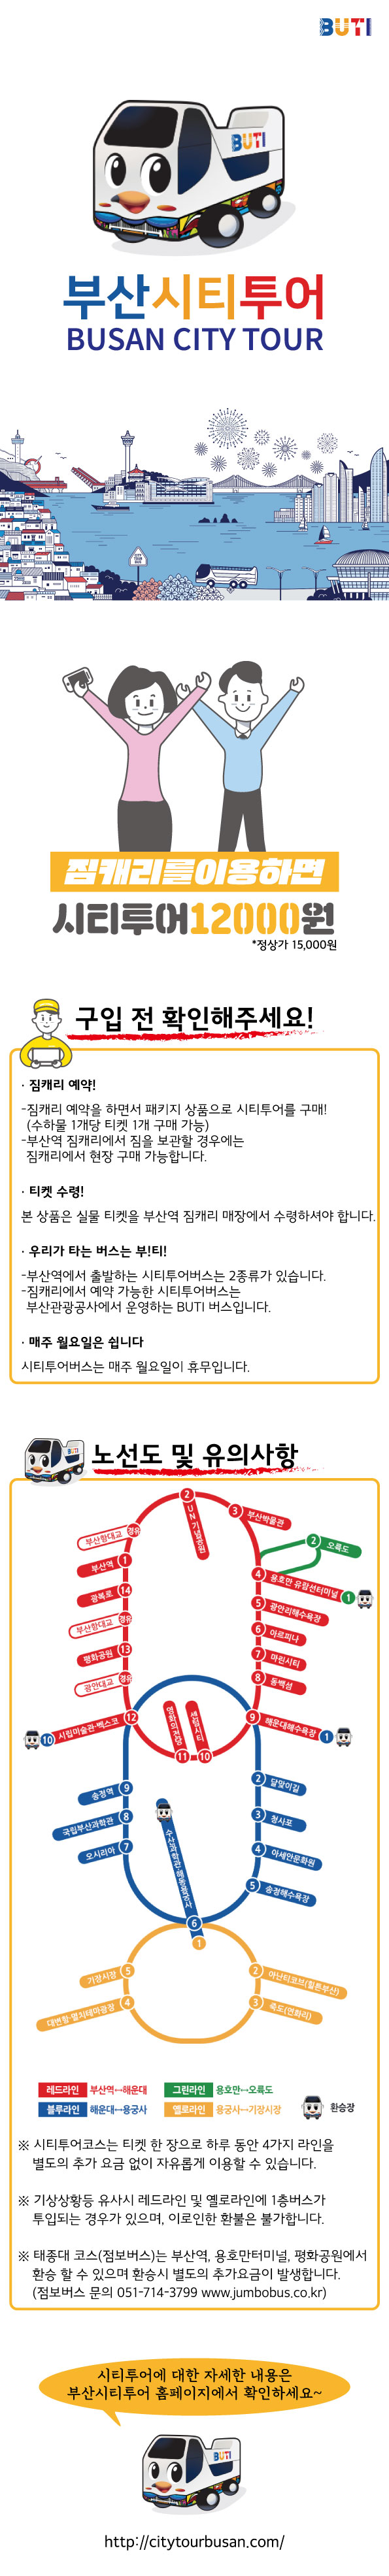 BUTI
BUTI
부산시티투어
BUSAN CITY TOUR
짐캐리를이용하면
시티투어12000원
*정상가 15,000원
구입 전 확인해주세요!
· 짐캐리 예약!
-짐캐리 예약을 하면서 패키지 상품으로 시티투어를 구매!
(수하물 1개당 티켓 1개 구매 가능)
-부산역 짐캐리에서 짐을 보관할 경우에는
짐캐리에서 현장 구매 가능합니다.
· 티켓 수령!
본 상품은 실물 티켓을 부산역 짐캐리 매장에서 수령하셔야 합니다.
· 우리가 타는 버스는 부!티!
-부산역에서 출발하는 시티투어버스는 2종류가 있습니다.
-짐캐리에서 예약 가능한 시티투어버스는
부산관광공사에서 운영하는 BUTI 버스입니다.
· 매주 월요일은 쉽니다
시티투어버스는 매주 월요일이 휴무입니다.
BUTI
노선도 및 유의사항
2 UN기념공원
3 부산박물관
부산항대교 경유
2 오륙도
부산역 1
4 용호만 유람선터미널 1
광복로 14
5 광안리해수욕장
부산항대교 경유
6 아르피나
평화공원 13
7 마린시티
광안대교 경유
8 동백섬
10 시립미술관·벡스코 12
영화의전당 11
센텀시티 10
9 해운대해수욕장 1
송정역 9
2 달맞이길
국립부산과학관 8
3 청사포
오시리아 7
4 아세안문화원
수산과학관·해동용궁사 6
5 송정해수욕장
1
기장시장 5
2 아난티코브(힐튼부산)
대변항·멸치테마광장 4
3 죽도(연화리)
레드라인 부산역↔해운대
그린라인 용호만↔오륙도
블루라인 해운대↔용궁사
옐로라인 용궁사↔기장시장
환승장
※ 시티투어코스는 티켓 한 장으로 하루 동안 4가지 라인을
별도의 추가 요금 없이 자유롭게 이용할 수 있습니다.
※ 기상상황등 유사시 레드라인 및 옐로라인에 1층버스가
투입되는 경우가 있으며, 이로인한 환불은 불가합니다.
※ 태종대 코스(점보버스)는 부산역, 용호만터미널, 평화공원에서
환승 할 수 있으며 환승시 별도의 추가요금이 발생합니다.
(점보버스 문의 051-714-3799 www.jumbobus.co.kr)
시티투어에 대한 자세한 내용은
부산시티투어 홈페이지에서 확인하세요~
BUTI
http://citytourbusan.com/